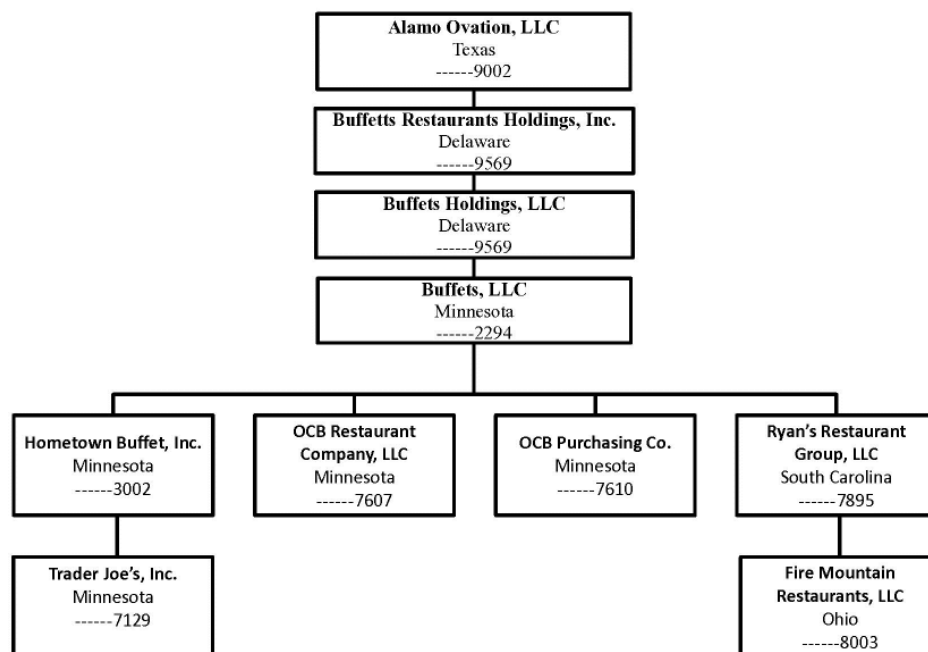 Alamo Ovation, LLC
Texas
------9002
Buffetts Restaurants Holdings, Inc.
Delaware
------9569
Buffets Holdings, LLC
Delaware
------9569
Buffets, LLC
Minnesota
------2294
Hometown Buffet, Inc.
Minnesota
------3002
OCB Restaurant
Company, LLC
Minnesota
------7607
OCB Purchasing Co.
Minnesota
------7610
Ryan's Restaurant
Group, LLC
South Carolina
------7895
Trader Joe's, Inc.
Minnesota
------7129
Fire Mountain
Restaurants, LLC
Ohio
------8003